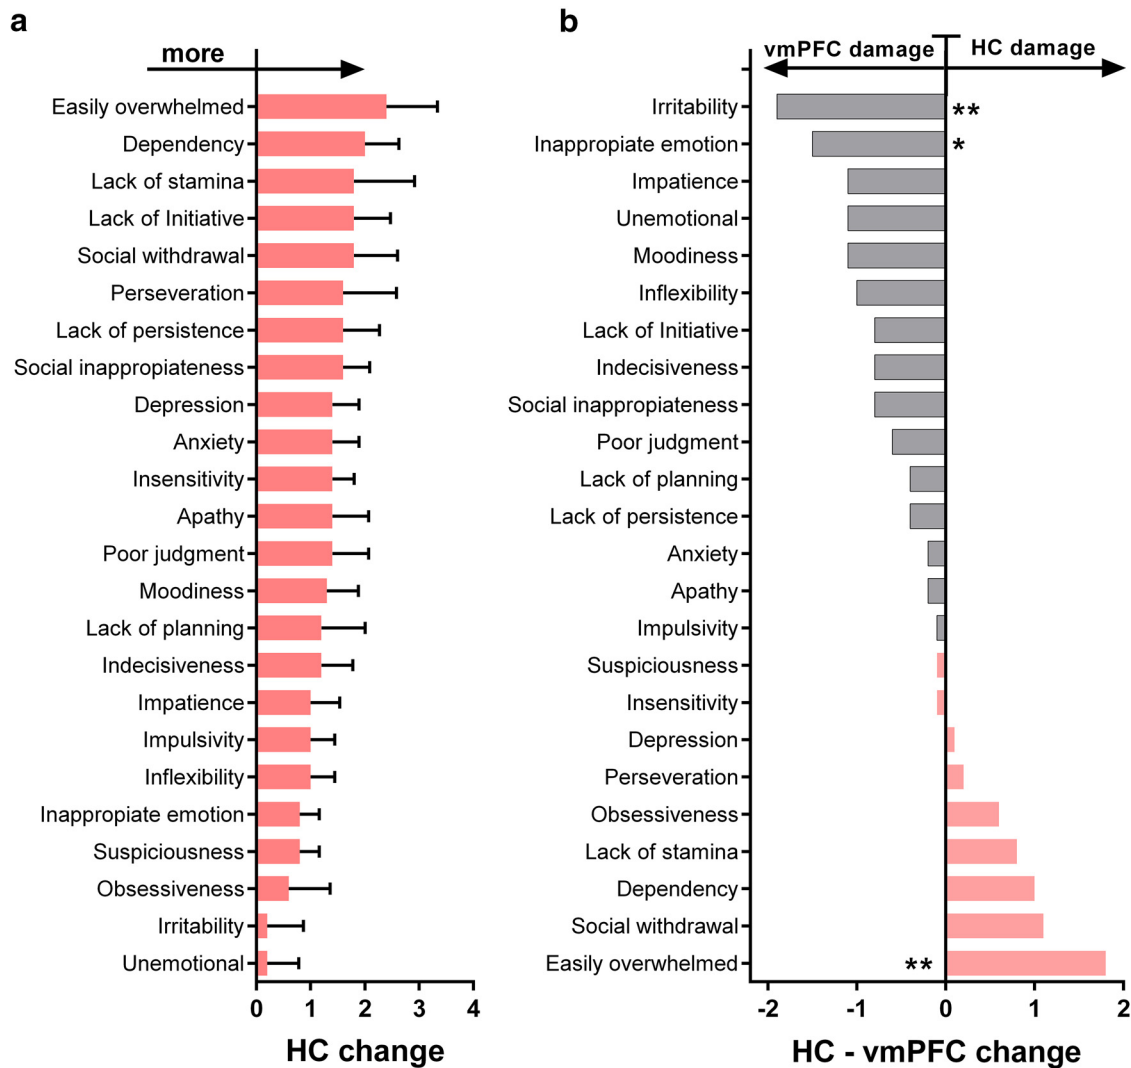 a
more
Easily overwhelmed
Dependency
Lack of stamina
Lack of Initiative
Social withdrawal
Perseveration
Lack of persistence
Social inappropiateness
Depression
Anxiety
Insensitivity
Apathy
Poor judgment
Moodiness
Lack of planning
Indecisiveness
Impatience
Impulsivity
Inflexibility
Inappropiate emotion
Suspiciousness
Obsessiveness
Irritability
Unemotional
0 1 2 3 4
HC change
b
vmPFC damage HC damage
Irritability **
Inappropiate emotion *
Impatience
Unemotional
Moodiness
Inflexibility
Lack of Initiative
Indecisiveness
Social inappropiateness
Poor judgment
Lack of planning
Lack of persistence
Anxiety
Apathy
Impulsivity
Suspiciousness
Insensitivity
Depression
Perseveration
Obsessiveness
Lack of stamina
Dependency
Social withdrawal
Easily overwhelmed **
-2 -1 0 1 2
HC - vmPFC change